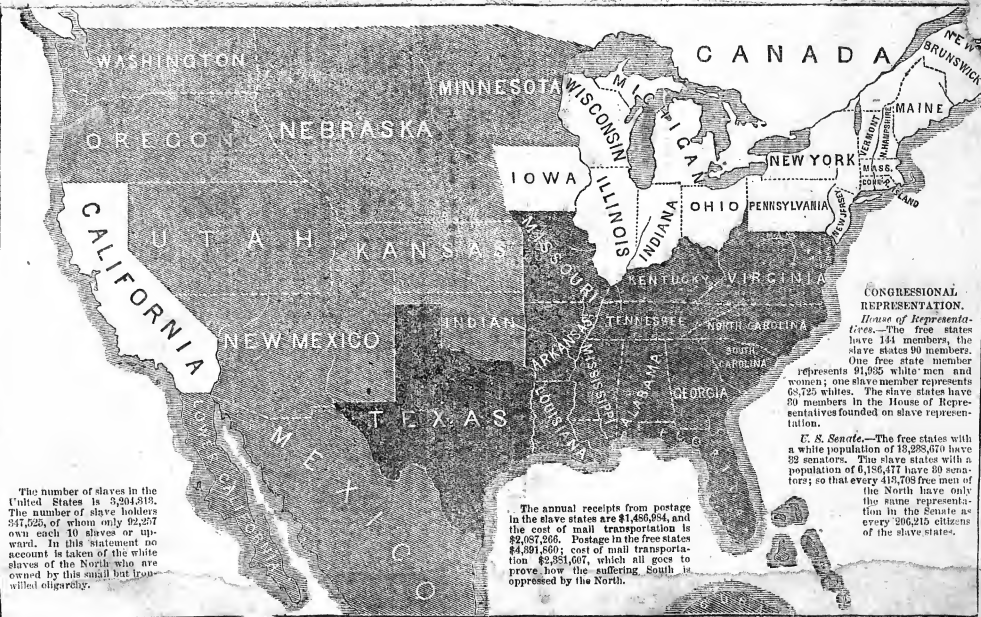 CANADA
NEW
BRUNSWICK
WASHINGTON
OREGON
NEBRASKA
MINNESOTA
WISCONSIN
MICHIGAN
MAINE
VERMONT
N. HAMPSHIRE
MASS.
CON.
R. ISLAND
NEW YORK
IOWA
ILLINOIS
INDIANA
OHIO
PENNSYLVANIA
NEW JERSEY
CALIFORNIA
UTAH
KANSAS
MISSOURI
KENTUCKY
VIRGINIA
NEW MEXICO
INDIAN
ARKANSAS
TENNESSEE
NORTH CAROLINA
SOUTH
CAROLINA
TEXAS
LOUISIANA
MISSISSIPPI
ALABAMA
GEORGIA
MEXICO
LOWER CALIFORNIA
CONGRESSIONAL
REPRESENTATION.
House of Representa-
tives.—The free states
have 144 members, the
slave states 90 members.
One free state member
represents 91,935 white men and
women; one slave member represents
68,725 whites. The slave states have
30 members in the House of Repre-
sentatives founded on slave represen-
tation.
U. S. Senate.—The free states with
a white population of 13,238,670 have
32 senators. The slave states with a
population of 6,186,477 have 30 sena-
tors; so that every 413,708 free men of
the North have only
the same representa-
tion in the Senate as
every 206,215 citizens
of the slave states.
The number of slaves in the
United States is 3,204,313.
The number of slave holders
347,525, of whom only 92,257
own each 10 slaves or up-
ward. In this statement no
account is taken of the white
slaves of the North who are
owned by this small but iron-
willed oligarchy.
The annual receipts from postage
in the slave states are $1,486,984, and
the cost of mail transportation is
$2,087,266. Postage in the free states
$4,891,860; cost of mail transporta-
tion $2,381,607, which all goes to
prove how the suffering South is
oppressed by the North.